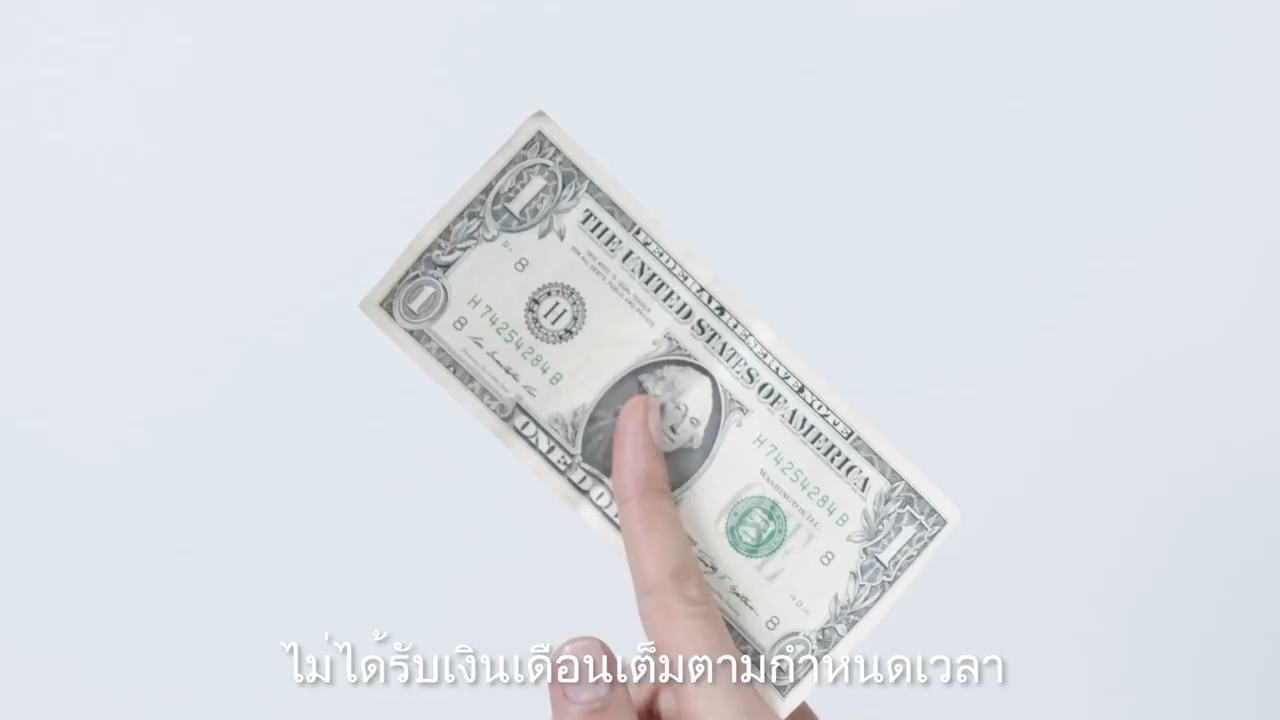 FEDERAL RESERVE NOTE
THE UNITED STATES OF AMERICA
1
1
8
H
H 74254284 B
8
H 74254284 B
WASHINGTON, D.C.
8
8
1
ONE
ไม่ได้รับเงินเดือนเต็มตามกำหนดเวลา